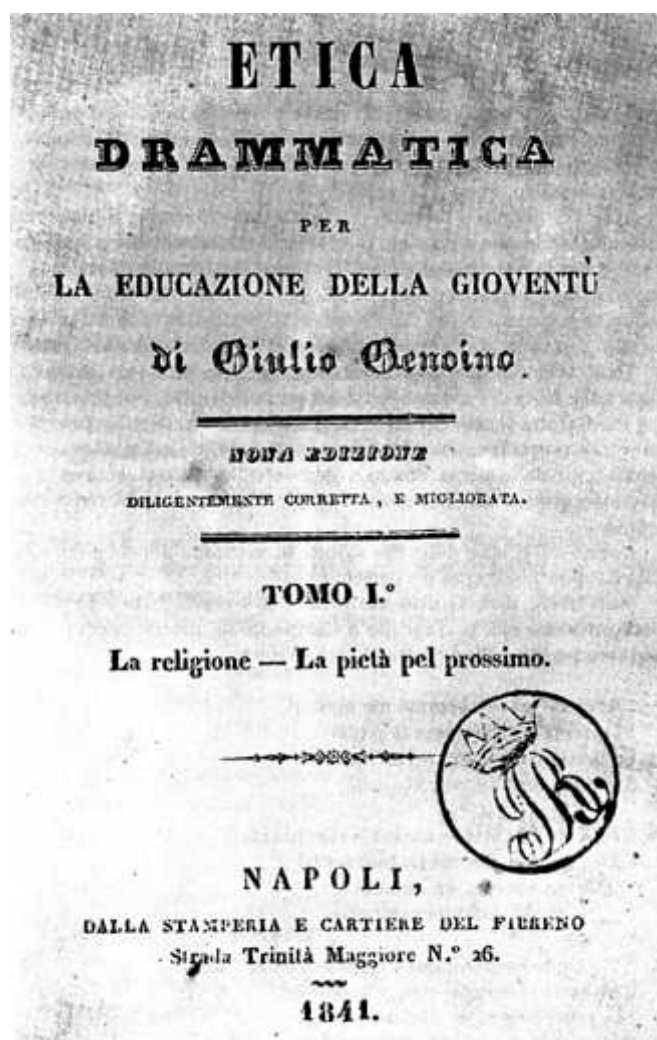 ETICA
DRAMMATICA
PER
LA EDUCAZIONE DELLA GIOVENTÙ
di Giulio Genoino.
NONA EDIZIONE
DILIGENTEMENTE CORRETTA, E MIGLIORATA.
TOMO I.º
La religione — La pietà pel prossimo.
NAPOLI,
DALLA STAMPERIA E CARTIERE DEL FIBRENO
Strada Trinità Maggiore N.º 26.
1841.